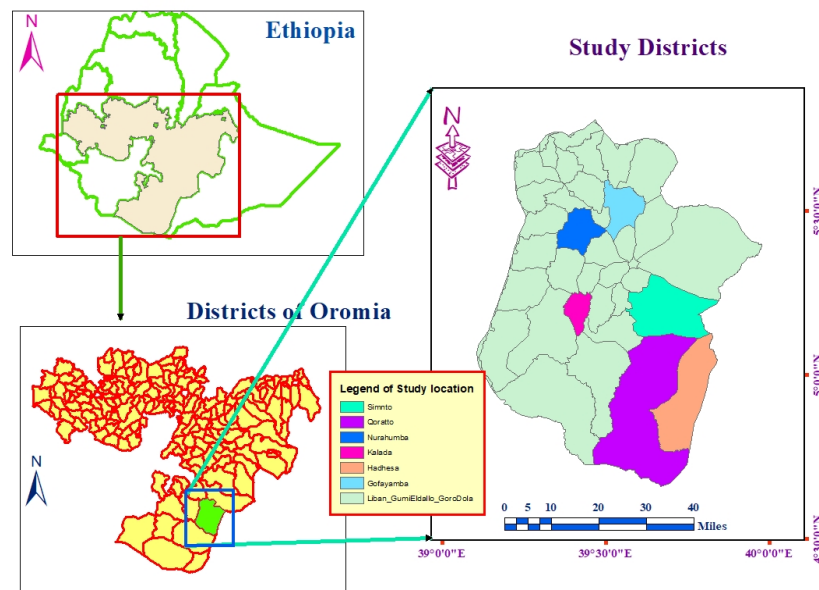 N
Ethiopia
Study Districts
N
Districts of Oromia
N
Legend of Study location
Simnto
Qoratto
Nurahumba
Kalada
Hadhesa
Gofayamba
Liban_GumiEldallo_GoroDola
0 5 10 20 30 40
Miles
39°0'0"E 39°30'0"E 40°0'0"E